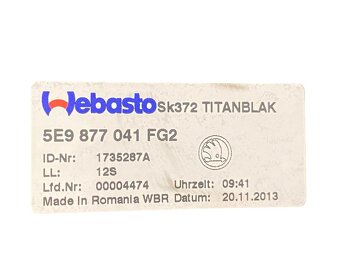 Webasto Sk372 TITANBLAK
5E9 877 041 FG2
ID-Nr: 1735287A
LL: 12S
Lfd.Nr: 00004474 Uhrzeit: 09:41
Made in Romania WBR Datum: 20.11.2013